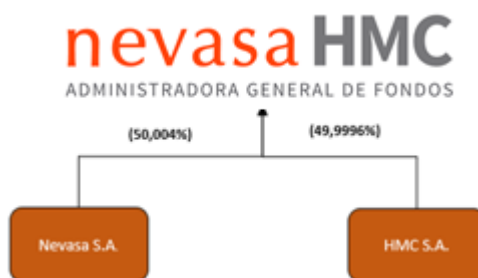 nevasa HMC
ADMINISTRADORA GENERAL DE FONDOS
(50,004%) (49,9996%)
Nevasa S.A. HMC S.A.